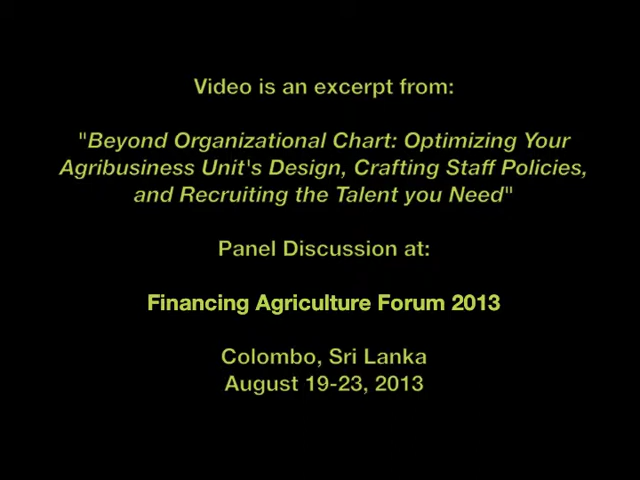 Video is an excerpt from:
"Beyond Organizational Chart: Optimizing Your
Agribusiness Unit's Design, Crafting Staff Policies,
and Recruiting the Talent you Need"
Panel Discussion at:
Financing Agriculture Forum 2013
Colombo, Sri Lanka
August 19-23, 2013